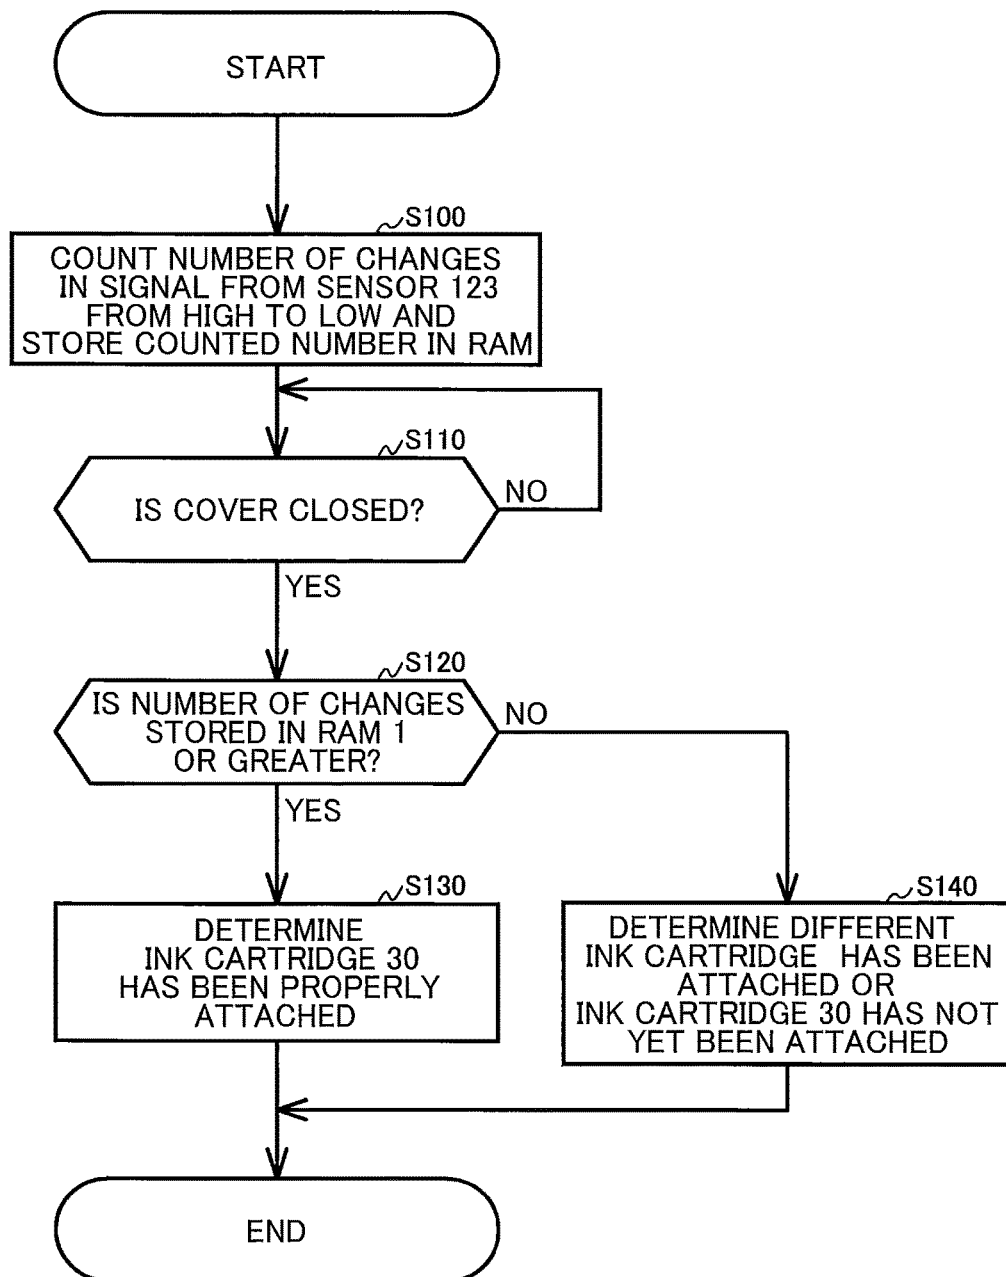 START
S100
COUNT NUMBER OF CHANGES
IN SIGNAL FROM SENSOR 123
FROM HIGH TO LOW AND
STORE COUNTED NUMBER IN RAM
S110
IS COVER CLOSED?
NO
YES
S120
IS NUMBER OF CHANGES
STORED IN RAM 1
OR GREATER?
NO
YES
S130
DETERMINE
INK CARTRIDGE 30
HAS BEEN PROPERLY
ATTACHED
S140
DETERMINE DIFFERENT
INK CARTRIDGE HAS BEEN
ATTACHED OR
INK CARTRIDGE 30 HAS NOT
YET BEEN ATTACHED
END